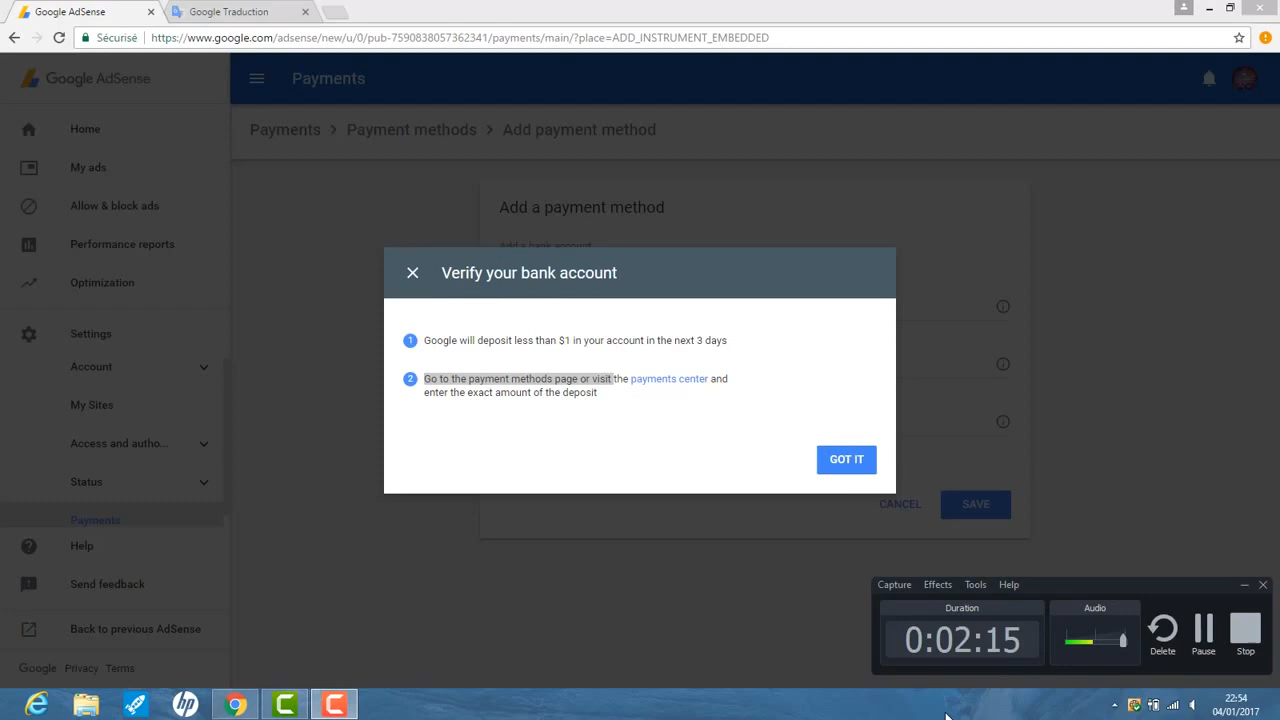 Google AdSense
Google Traduction
Sécurisé
https://www.google.com/adsense/new/u/0/pub-7590838057362341/payments/main/?place=ADD_INSTRUMENT_EMBEDDED
Google AdSense
Payments
Home
My ads
Allow & block ads
Performance reports
Optimization
Settings
Account
My Sites
Access and autho...
Status
Payments
Help
Send feedback
Back to previous AdSense
Google Privacy Terms
Payments > Payment methods > Add payment method
Add a payment method
Add a bank account
Verify your bank account
1 Google will deposit less than $1 in your account in the next 3 days
2 Go to the payment methods page or visit the payments center and
enter the exact amount of the deposit
GOT IT
CANCEL SAVE
Capture Effects Tools Help
Duration
0:02:15
Audio
Delete Pause Stop
22:54
04/01/2017